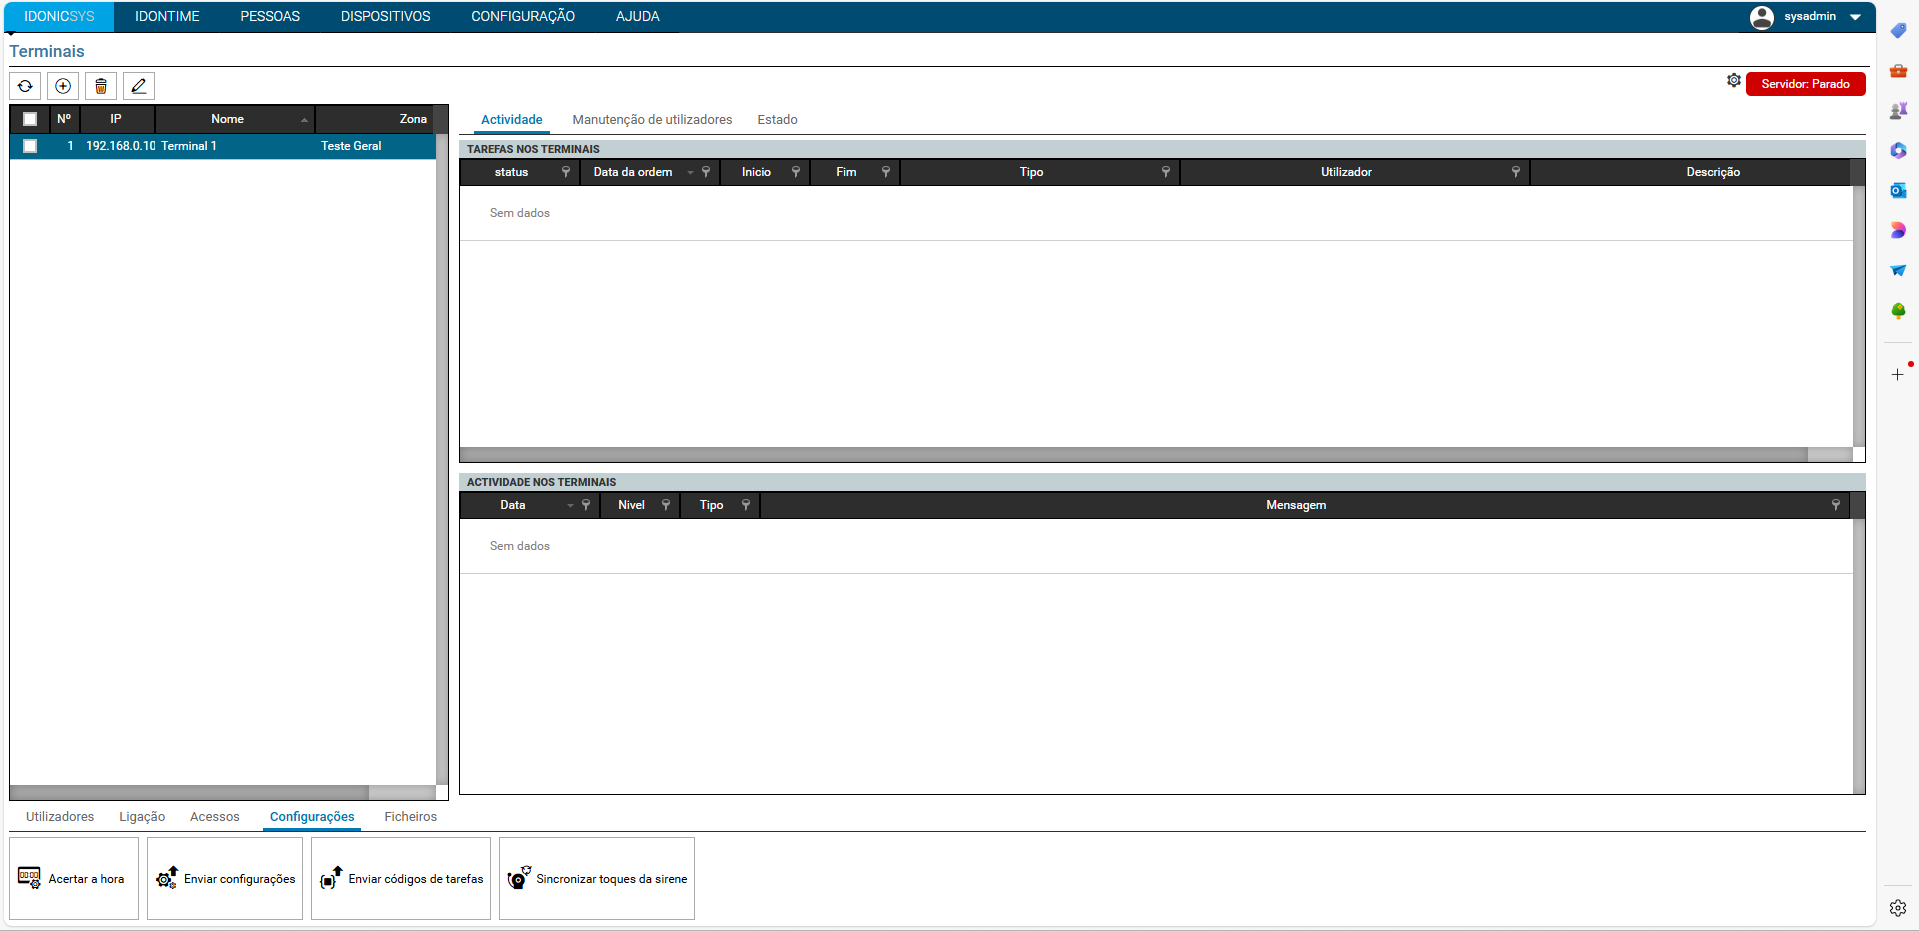 IDONICSYS IDONTIME PESSOAS DISPOSITIVOS CONFIGURAÇÃO AJUDA sysadmin
Terminais
Servidor: Parado
Nº IP Nome Zona
1 192.168.0.10 Terminal 1 Teste Geral
Actividade Manutenção de utilizadores Estado
TAREFAS NOS TERMINAIS
status Data da ordem Inicio Fim Tipo Utilizador Descrição
Sem dados
ACTIVIDADE NOS TERMINAIS
Data Nivel Tipo Mensagem
Sem dados
Utilizadores Ligação Acessos Configurações Ficheiros
Acertar a hora Enviar configurações Enviar códigos de tarefas Sincronizar toques da sirene